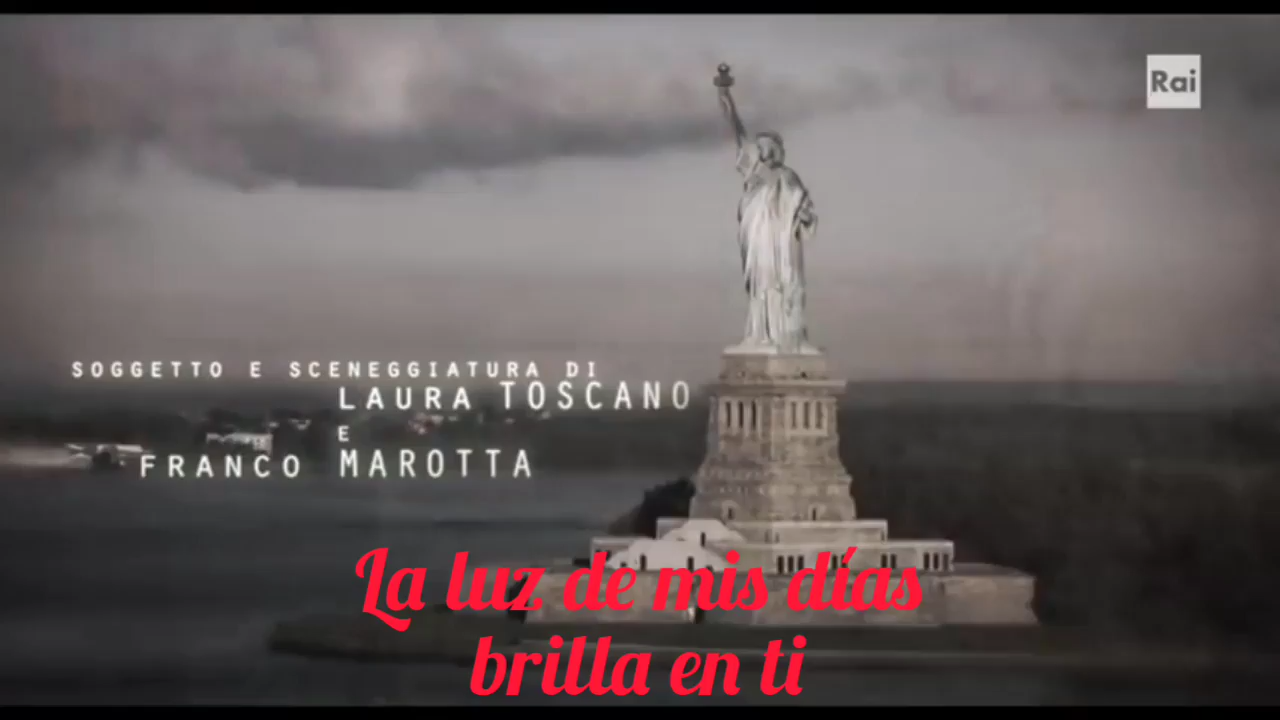 Rai
SOGGETTO E SCENEGGIATURA DI
LAURA TOSCANO
E
FRANCO MAROTTA
La luz de mis días
brilla en ti